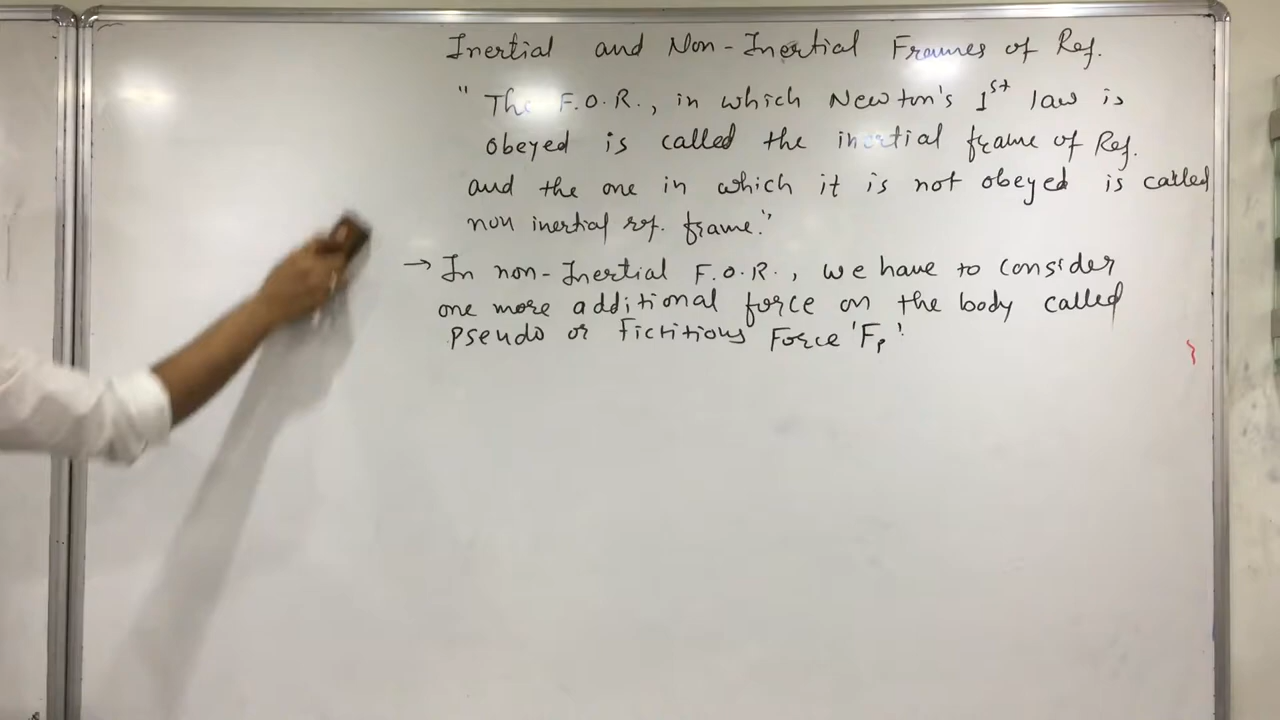 Inertial and Non-Inertial Frames of Ref.
" The F.O.R., in which Newton's 1st law is
obeyed is called the inertial frame of Ref.
and the one in which it is not obeyed is called
non inertial ref. frame."
→ In non-Inertial F.O.R., we have to consider
one more additional force on the body called
Pseudo or Fictitious Force 'Fp'